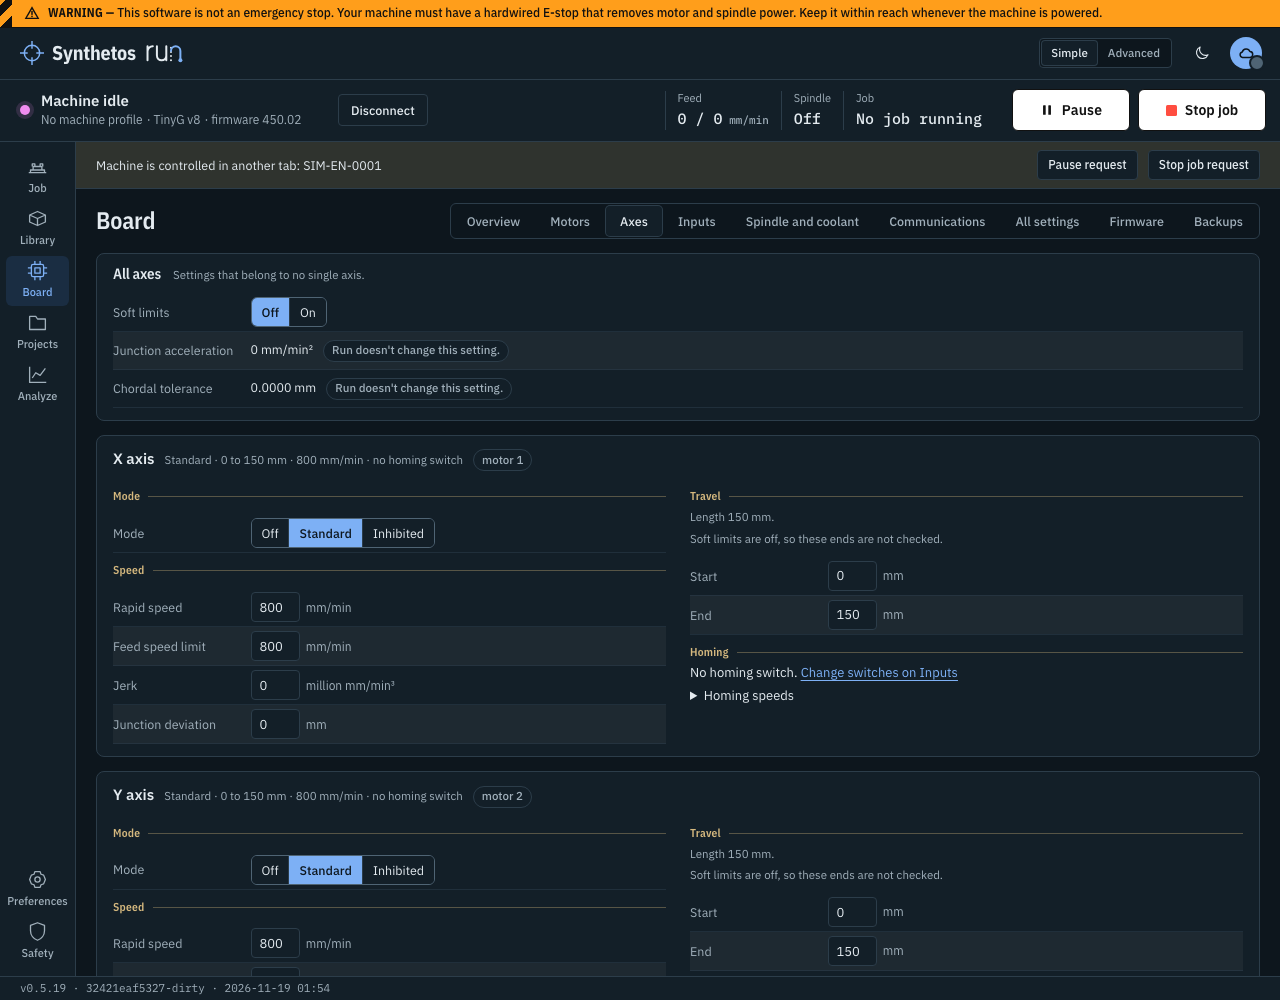 WARNING — This software is not an emergency stop. Your machine must have a hardwired E-stop that removes motor and spindle power. Keep it within reach whenever the machine is powered.
Synthetos run
Simple Advanced
Machine idle
No machine profile · TinyG v8 · firmware 450.02
Disconnect
Feed
0 / 0 mm/min
Spindle
Off
Job
No job running
Pause
Stop job
Machine is controlled in another tab: SIM-EN-0001
Pause request
Stop job request
Job
Library
Board
Projects
Analyze
Preferences
Safety
Board
Overview Motors Axes Inputs Spindle and coolant Communications All settings Firmware Backups
All axes Settings that belong to no single axis.
Soft limits Off On
Junction acceleration 0 mm/min² Run doesn't change this setting.
Chordal tolerance 0.0000 mm Run doesn't change this setting.
X axis Standard · 0 to 150 mm · 800 mm/min · no homing switch motor 1
Mode
Mode Off Standard Inhibited
Speed
Rapid speed 800 mm/min
Feed speed limit 800 mm/min
Jerk 0 million mm/min³
Junction deviation 0 mm
Travel
Length 150 mm.
Soft limits are off, so these ends are not checked.
Start 0 mm
End 150 mm
Homing
No homing switch. Change switches on Inputs
Homing speeds
Y axis Standard · 0 to 150 mm · 800 mm/min · no homing switch motor 2
Mode
Mode Off Standard Inhibited
Speed
Rapid speed 800 mm/min
Travel
Length 150 mm.
Soft limits are off, so these ends are not checked.
Start 0 mm
End 150 mm
v0.5.19 · 32421eaf5327-dirty · 2026-11-19 01:54